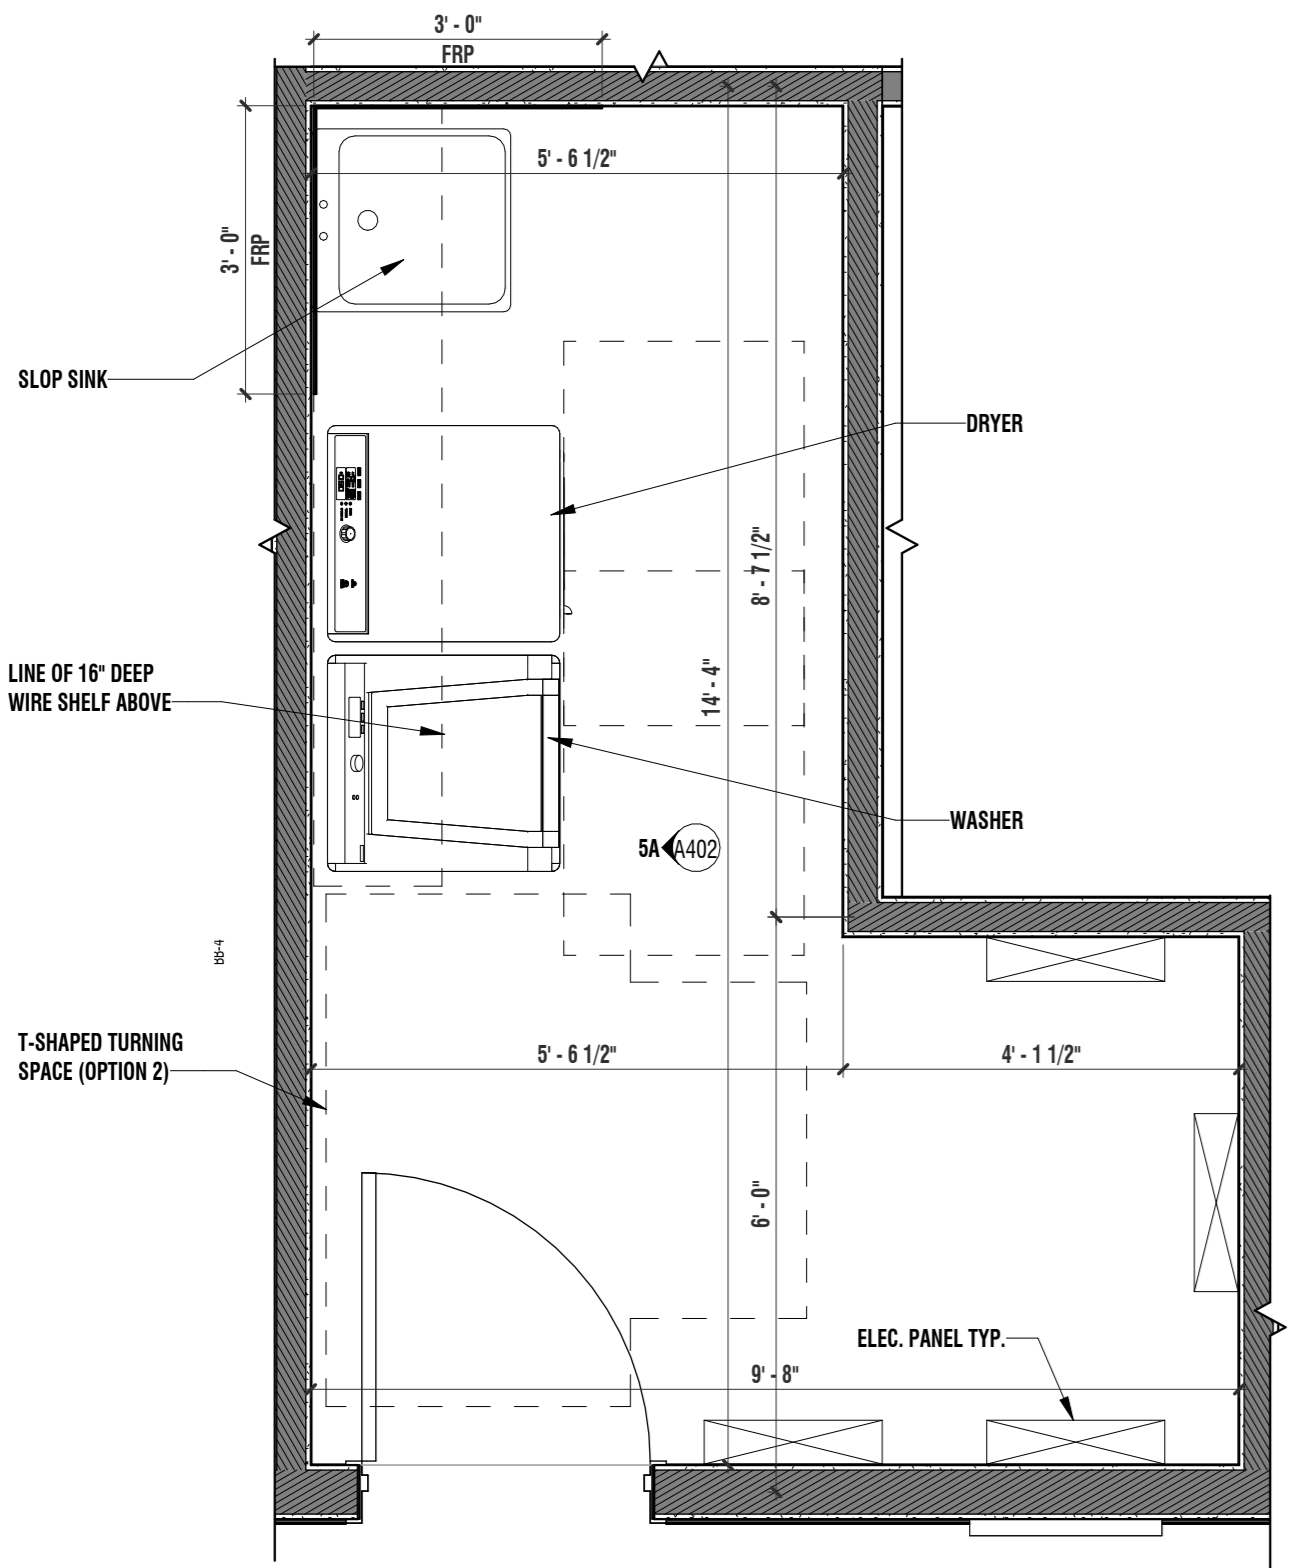 3' - 0"
FRP
5' - 6 1/2"
3' - 0"
FRP
SLOP SINK
DRYER
8' - 7 1/2"
LINE OF 16" DEEP
WIRE SHELF ABOVE
14' - 4"
WASHER
5A A402
BB-4
T-SHAPED TURNING
SPACE (OPTION 2)
5' - 6 1/2"
4' - 1 1/2"
6' - 0"
ELEC. PANEL TYP.
9' - 8"